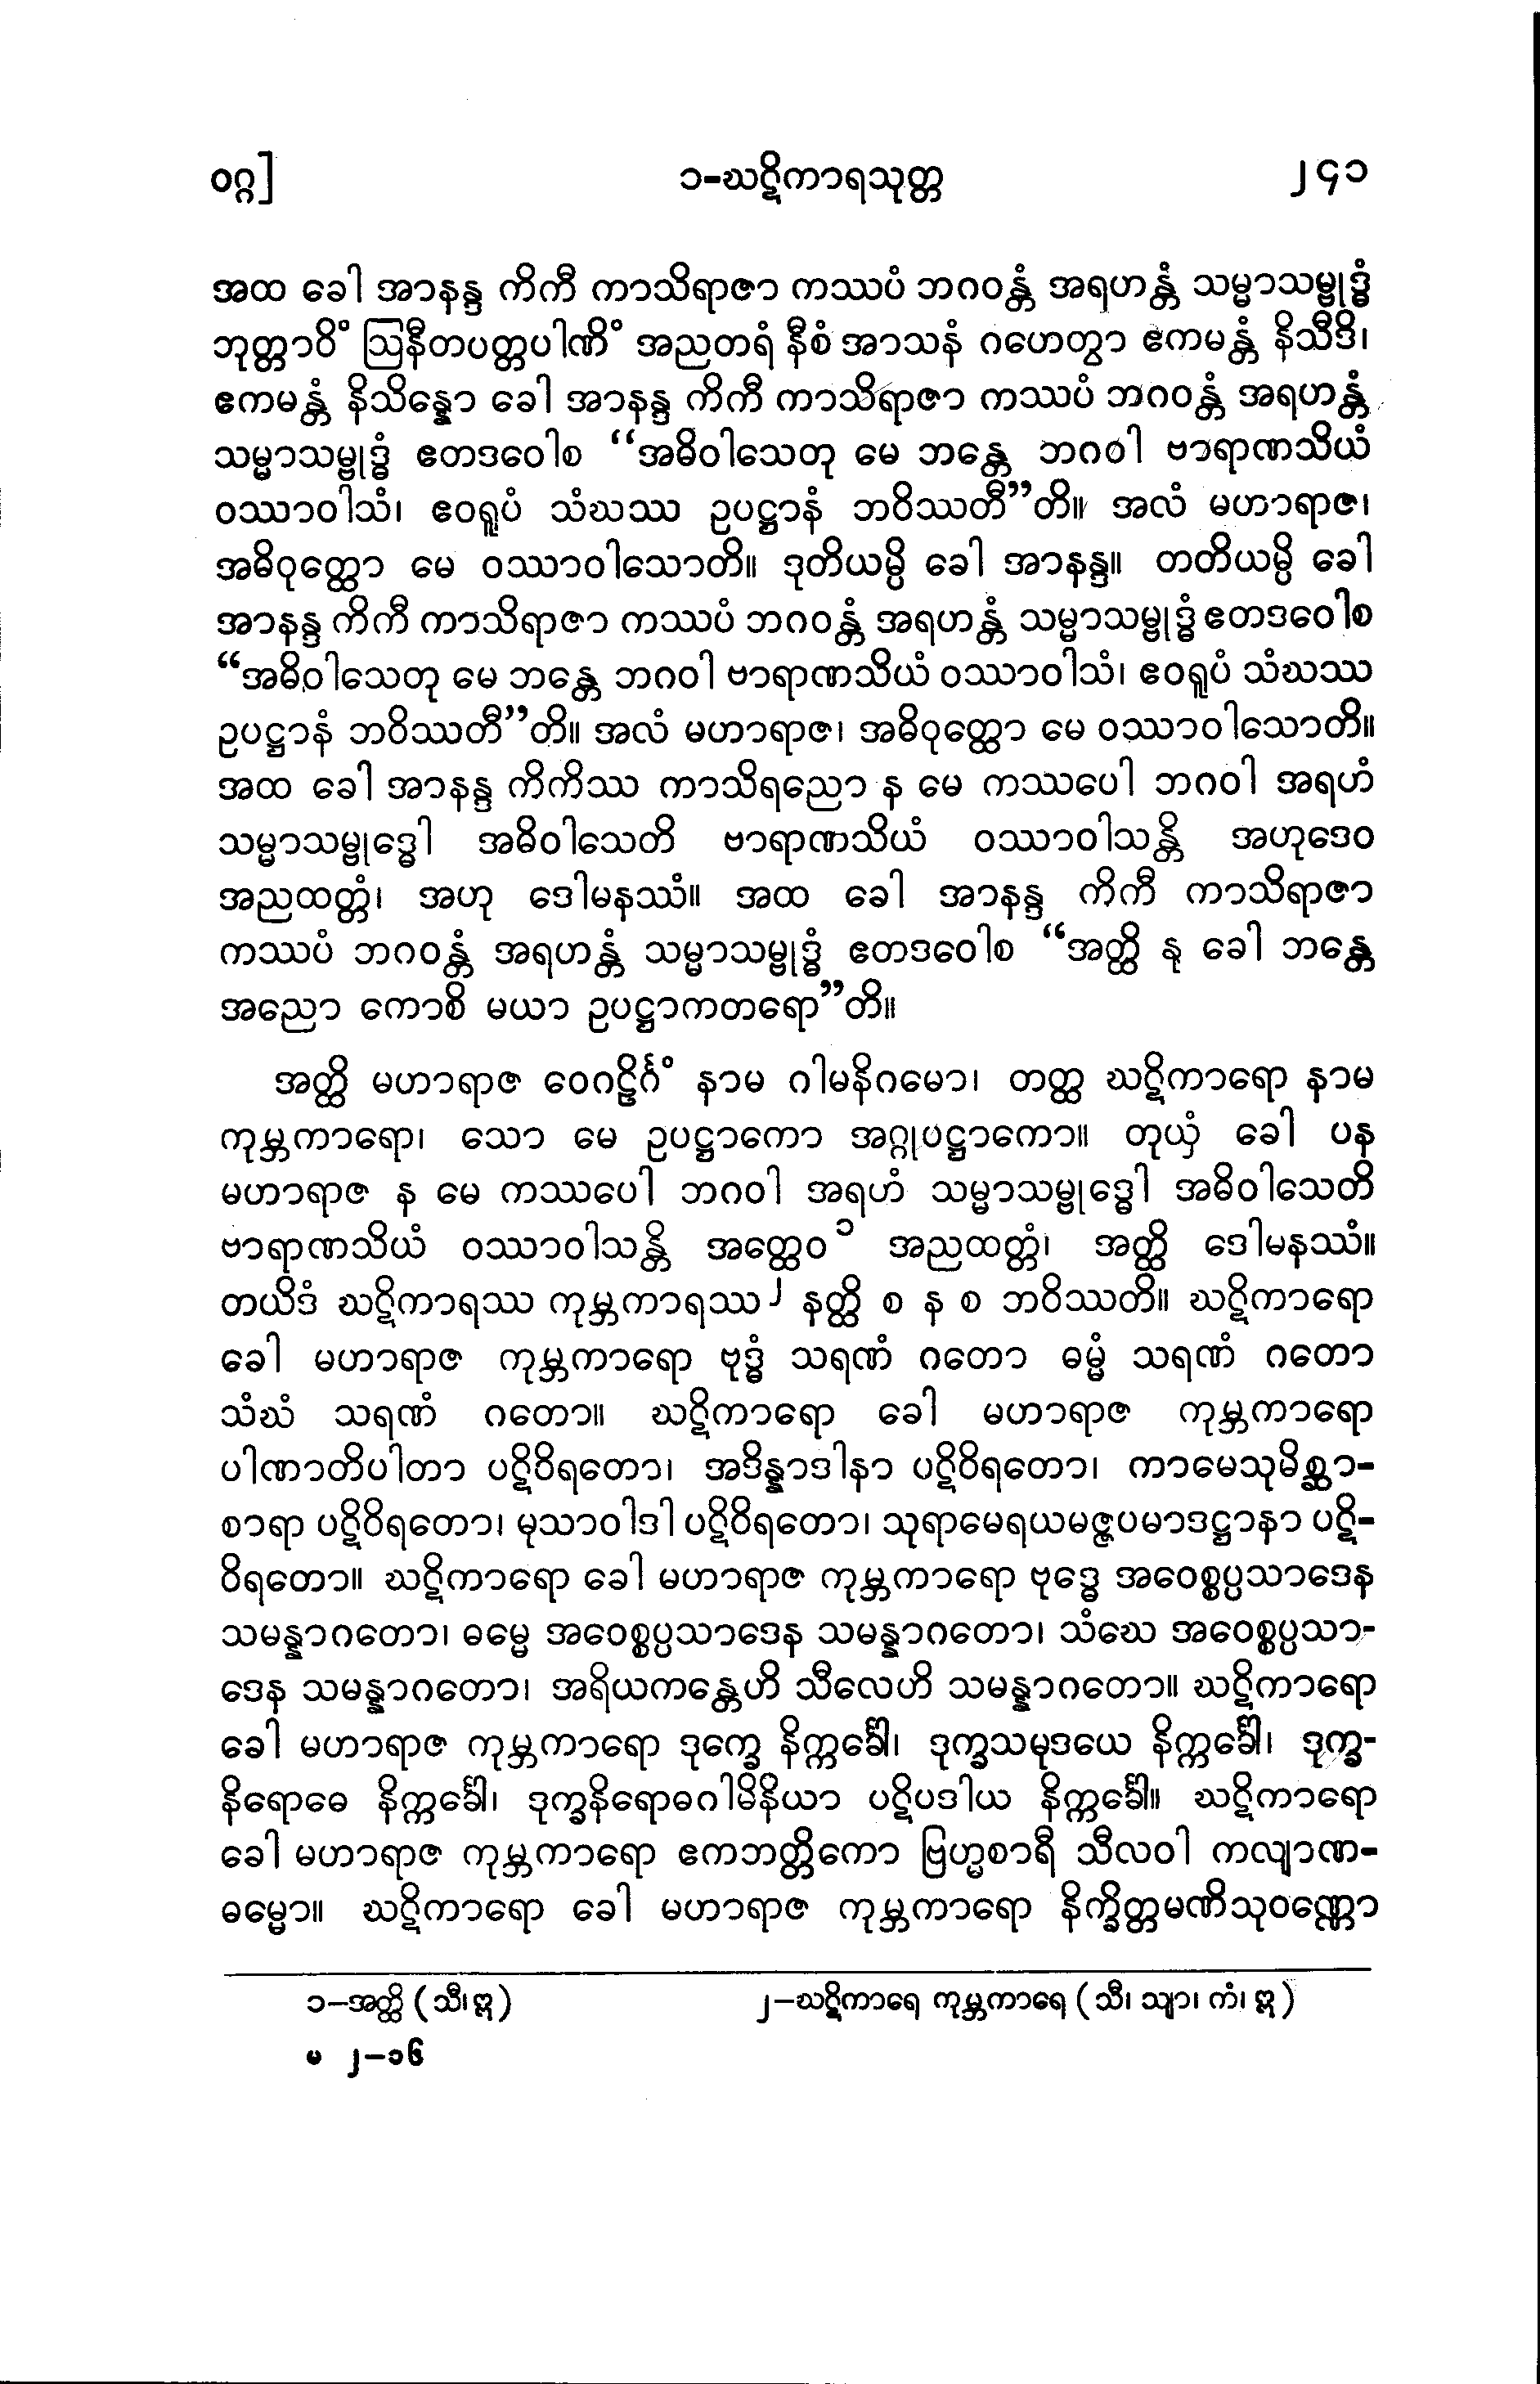 ဝဂ္ဂ]
၁-ဃဋိကာရသုတ္တ
၂၄၁
အထ ခေါ အာနန္ဒ ကိကီ ကာသိရာဇာ ကဿပံ ဘဂဝန္တံ အရဟန္တံ သမ္မာသမ္ဗုဒ္ဓံ
ဘုတ္တာဝိံ ဩနီတပတ္တပါဏိံ အညတရံ နီစံ အာသနံ ဂဟေတွာ ဧကမန္တံ နိသီဒိ၊
ဧကမန္တံ နိသိန္နော ခေါ အာနန္ဒ ကိကီ ကာသိရာဇာ ကဿပံ ဘဂဝန္တံ အရဟန္တံ
သမ္မာသမ္ဗုဒ္ဓံ ဧတဒဝေါစ “အဓိဝါသေတု မေ ဘန္တေ ဘဂဝါ ဗာရာဏသိယံ
ဝဿာဝါသံ၊ ဧဝရူပံ သံဃဿ ဥပဋ္ဌာနံ ဘဝိဿတီ”တိ။ အလံ မဟာရာဇ၊
အဓိဝုတ္ထော မေ ဝဿာဝါသောတိ။ ဒုတိယမ္ပိ ခေါ အာနန္ဒ။ တတိယမ္ပိ ခေါ
အာနန္ဒ ကိကီ ကာသိရာဇာ ကဿပံ ဘဂဝန္တံ အရဟန္တံ သမ္မာသမ္ဗုဒ္ဓံ ဧတဒဝေါစ
“အဓိဝါသေတု မေ ဘန္တေ ဘဂဝါ ဗာရာဏသိယံ ဝဿာဝါသံ၊ ဧဝရူပံ သံဃဿ
ဥပဋ္ဌာနံ ဘဝိဿတီ”တိ။ အလံ မဟာရာဇ၊ အဓိဝုတ္ထော မေ ဝဿာဝါသောတိ။
အထ ခေါ အာနန္ဒ ကိကိဿ ကာသိရညော န မေ ကဿပေါ ဘဂဝါ အရဟံ
သမ္မာသမ္ဗုဒ္ဓေါ အဓိဝါသေတိ ဗာရာဏသိယံ ဝဿာဝါသန္တိ အဟုဒေဝ
အညထတ္တံ၊ အဟု ဒေါမနဿံ။ အထ ခေါ အာနန္ဒ ကိကီ ကာသိရာဇာ
ကဿပံ ဘဂဝန္တံ အရဟန္တံ သမ္မာသမ္ဗုဒ္ဓံ ဧတဒဝေါစ “အတ္ထိ နု ခေါ ဘန္တေ
အညော ကောစိ မယာ ဥပဋ္ဌာကတရော”တိ။
အတ္ထိ မဟာရာဇ ဝေဂဠိင်္ဂံ နာမ ဂါမနိဂမော၊ တတ္ထ ဃဋိကာရော နာမ
ကုမ္ဘကာရော၊ သော မေ ဥပဋ္ဌာကော အဂ္ဂုပဋ္ဌာကော။ တုယှံ ခေါ ပန
မဟာရာဇ န မေ ကဿပေါ ဘဂဝါ အရဟံ သမ္မာသမ္ဗုဒ္ဓေါ အဓိဝါသေတိ
ဗာရာဏသိယံ ဝဿာဝါသန္တိ အတ္ထေဝ ၁ အညထတ္တံ၊ အတ္ထိ ဒေါမနဿံ။
တယိဒံ ဃဋိကာရဿ ကုမ္ဘကာရဿ ၂ နတ္ထိ စ န စ ဘဝိဿတိ။ ဃဋိကာရော
ခေါ မဟာရာဇ ကုမ္ဘကာရော ဗုဒ္ဓံ သရဏံ ဂတော ဓမ္မံ သရဏံ ဂတော
သံဃံ သရဏံ ဂတော။ ဃဋိကာရော ခေါ မဟာရာဇ ကုမ္ဘကာရော
ပါဏာတိပါတာ ပဋိဝိရတော၊ အဒိန္နာဒါနာ ပဋိဝိရတော၊ ကာမေသုမိစ္ဆာ-
စာရာ ပဋိဝိရတော၊ မုသာဝါဒါ ပဋိဝိရတော၊ သုရာမေရယမဇ္ဇပမာဒဋ္ဌာနာ ပဋိ-
ဝိရတော။ ဃဋိကာရော ခေါ မဟာရာဇ ကုမ္ဘကာရော ဗုဒ္ဓေ အဝေစ္စပ္ပသာဒေန
သမန္နာဂတော၊ ဓမ္မေ အဝေစ္စပ္ပသာဒေန သမန္နာဂတော၊ သံဃေ အဝေစ္စပ္ပသာ-
ဒေန သမန္နာဂတော၊ အရိယကန္တေဟိ သီလေဟိ သမန္နာဂတော။ ဃဋိကာရော
ခေါ မဟာရာဇ ကုမ္ဘကာရော ဒုက္ခေ နိက္ကင်္ခေါ၊ ဒုက္ခသမုဒယေ နိက္ကင်္ခေါ၊ ဒုက္ခ-
နိရောဓေ နိက္ကင်္ခေါ၊ ဒုက္ခနိရောဓဂါမိနိယာ ပဋိပဒါယ နိက္ကင်္ခေါ။ ဃဋိကာရော
ခေါ မဟာရာဇ ကုမ္ဘကာရော ဧကဘတ္တိကော ဗြဟ္မစာရီ သီလဝါ ကလျာဏ-
ဓမ္မော။ ဃဋိကာရော ခေါ မဟာရာဇ ကုမ္ဘကာရော နိက္ခိတ္တမဏိသုဝဏ္ဏော
၁-အတ္ထိ (သီ၊ ဣ)
၂-ဃဋိကာရေ ကုမ္ဘကာရေ (သီ၊ သျာ၊ ကံ၊ ဣ)
မ ၂-၁၆